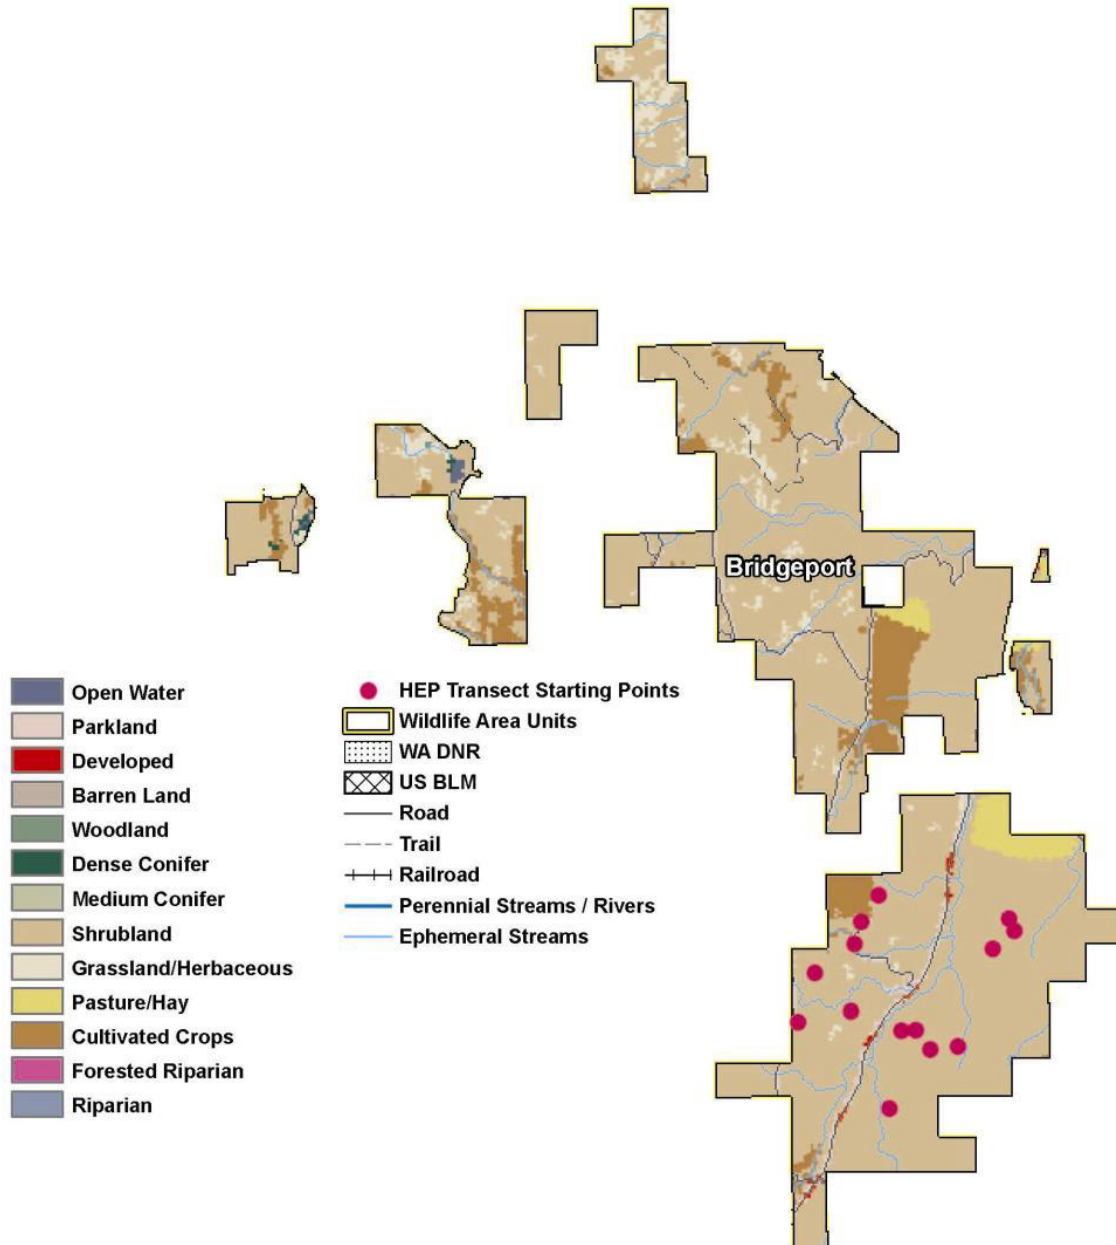 Bridgeport
Open Water
Parkland
Developed
Barren Land
Woodland
Dense Conifer
Medium Conifer
Shrubland
Grassland/Herbaceous
Pasture/Hay
Cultivated Crops
Forested Riparian
Riparian
HEP Transect Starting Points
Wildlife Area Units
WA DNR
US BLM
Road
Trail
Railroad
Perennial Streams / Rivers
Ephemeral Streams